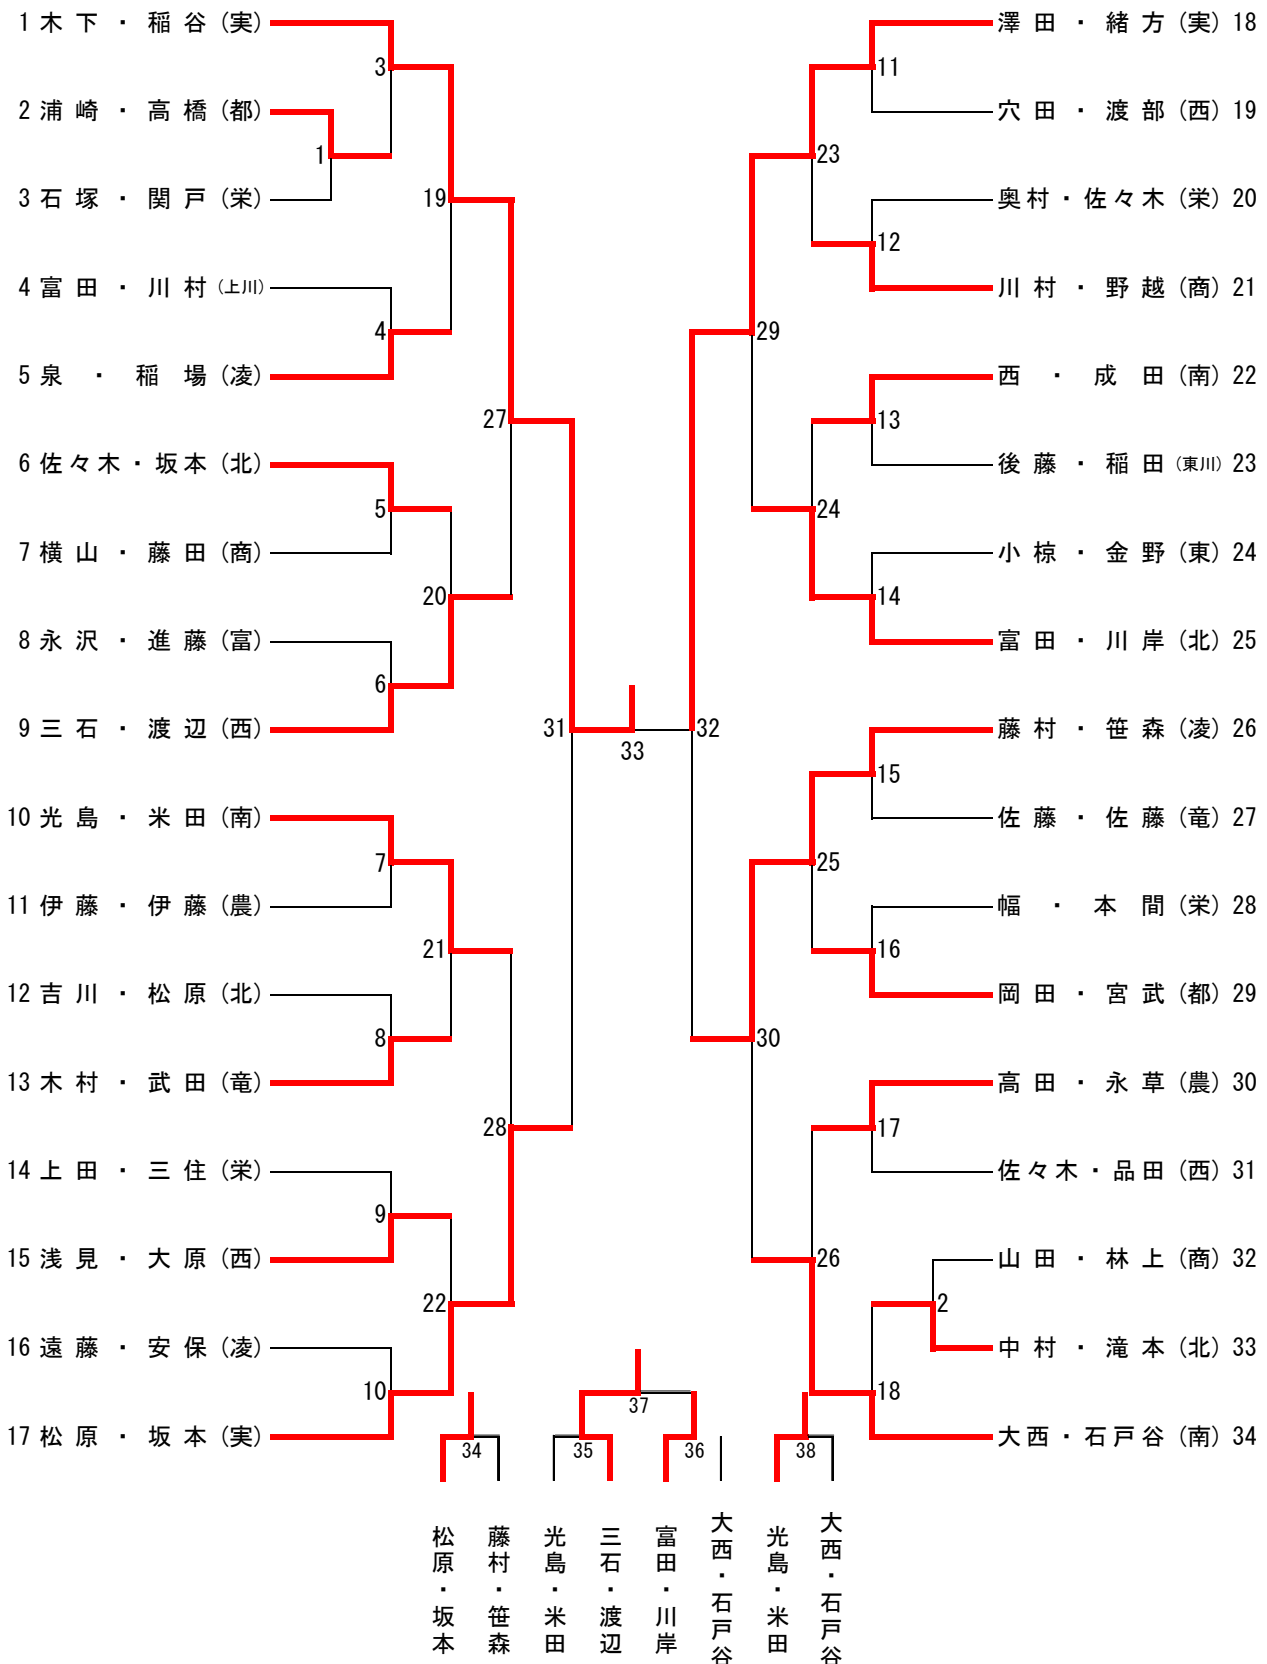 1 木下・稲谷（実）
2 浦崎・高橋（都）
3 石塚・関戸（栄）
4 富田・川村（上川）
5 泉・稲場（凌）
6 佐々木・坂本（北）
7 横山・藤田（商）
8 永沢・進藤（富）
9 三石・渡辺（西）
10 光島・米田（南）
11 伊藤・伊藤（農）
12 吉川・松原（北）
13 木村・武田（竜）
14 上田・三住（栄）
15 浅見・大原（西）
16 遠藤・安保（凌）
17 松原・坂本（実）
3
1
19
4
27
5
20
6
31
7
21
8
28
9
22
10
33
澤田・緒方（実）18
穴田・渡部（西）19
奥村・佐々木（栄）20
川村・野越（商）21
西・成田（南）22
後藤・稲田（東川）23
小椋・金野（東）24
富田・川岸（北）25
藤村・笹森（凌）26
佐藤・佐藤（竜）27
幅・本間（栄）28
岡田・宮武（都）29
高田・永草（農）30
佐々木・品田（西）31
山田・林上（商）32
中村・滝本（北）33
大西・石戸谷（南）34
11
23
12
29
13
24
14
32
15
25
16
30
17
26
2
18
37
34
35
36
38
松原・坂本
藤村・笹森
光島・米田
三石・渡辺
富田・川岸
大西・石戸谷
光島・米田
大西・石戸谷